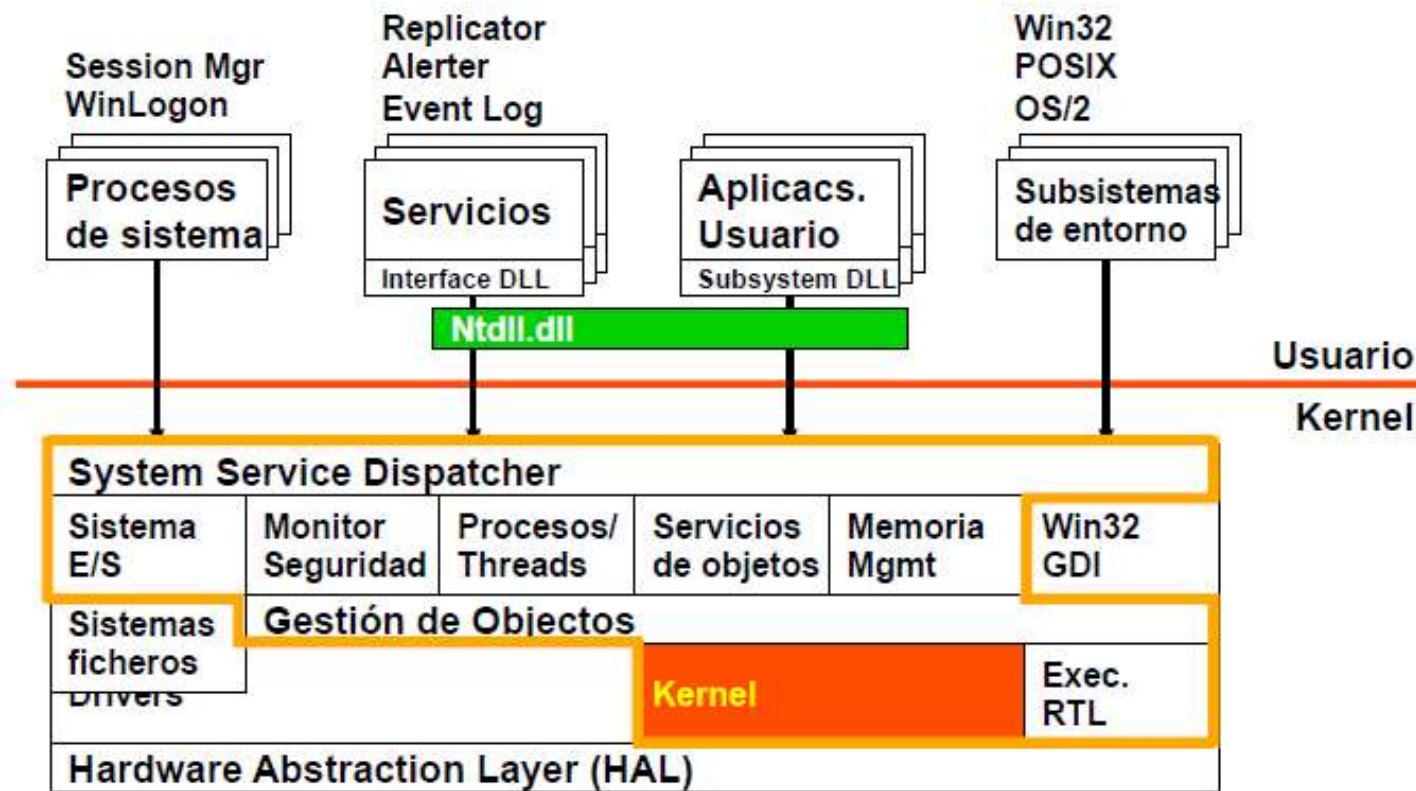 Session Mgr
WinLogon
Replicator
Alerter
Event Log
Win32
POSIX
OS/2
Procesos
de sistema
Servicios
Interface DLL
Aplicacs.
Usuario
Subsystem DLL
Subsistemas
de entorno
Ntdll.dll
Usuario
Kernel
System Service Dispatcher
Sistema
E/S
Monitor
Seguridad
Procesos/
Threads
Servicios
de objetos
Memoria
Mgmt
Win32
GDI
Sistemas
ficheros
Gestión de Objectos
Drivers
Kernel
Exec.
RTL
Hardware Abstraction Layer (HAL)